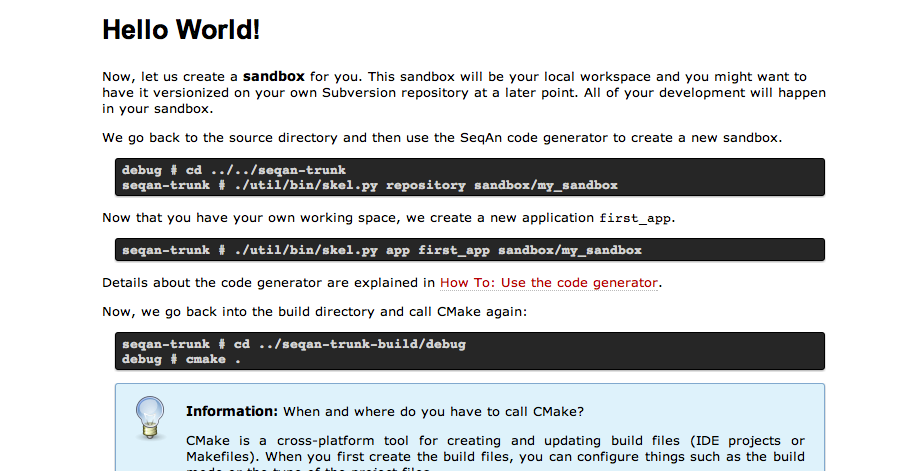 Hello World!
Now, let us create a sandbox for you. This sandbox will be your local workspace and you might want to
have it versionized on your own Subversion repository at a later point. All of your development will happen
in your sandbox.
We go back to the source directory and then use the SeqAn code generator to create a new sandbox.
debug # cd ../../seqan-trunk
seqan-trunk # ./util/bin/skel.py repository sandbox/my_sandbox
Now that you have your own working space, we create a new application first_app.
seqan-trunk # ./util/bin/skel.py app first_app sandbox/my_sandbox
Details about the code generator are explained in How To: Use the code generator.
Now, we go back into the build directory and call CMake again:
seqan-trunk # cd ../seqan-trunk-build/debug
debug # cmake .
Information: When and where do you have to call CMake?
CMake is a cross-platform tool for creating and updating build files (IDE projects or
Makefiles). When you first create the build files, you can configure things such as the build
mode or the type of the project files.